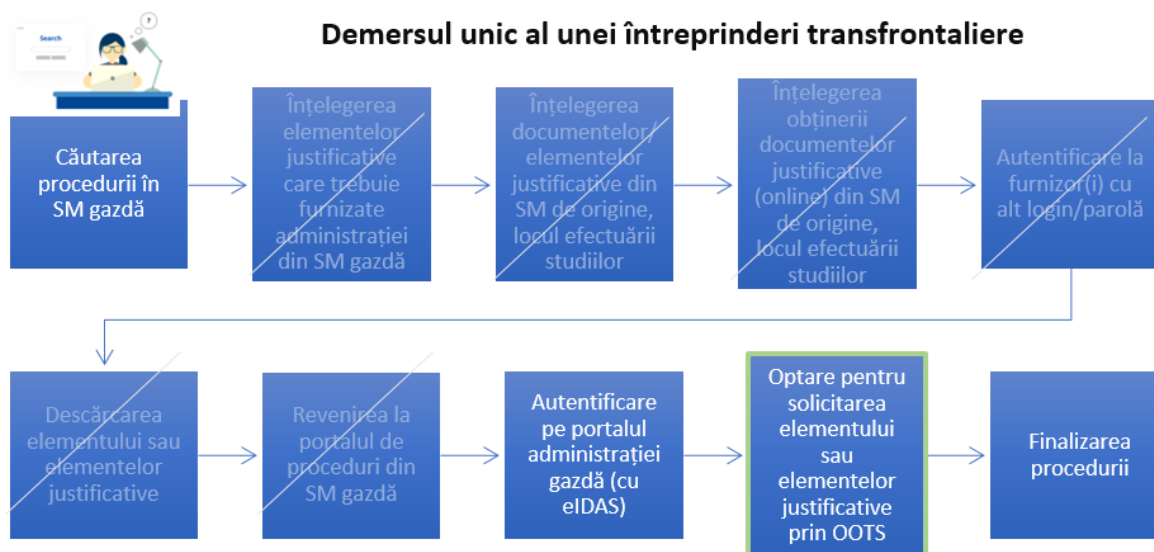 Search
?
Demersul unic al unei întreprinderi transfrontaliere
Căutarea
procedurii în
SM gazdă
Înțelegerea
elementelor
justificative
care trebuie
furnizate
administrației
din SM gazdă
Înțelegerea
documentelor/
elementelor
justificative din
SM de origine,
locul efectuării
studiilor
Înțelegerea
obținerii
documentelor
justificative
(online) din SM
de origine,
locul efectuării
studiilor
Autentificare la
furnizor(i) cu
alt login/parolă
Descărcarea
elementului sau
elementelor
justificative
Revenirea la
portalul de
proceduri din
SM gazdă
Autentificare
pe portalul
administrației
gazdă (cu
eIDAS)
Optare pentru
solicitarea
elementului
sau
elementelor
justificative
prin OOTS
Finalizarea
procedurii